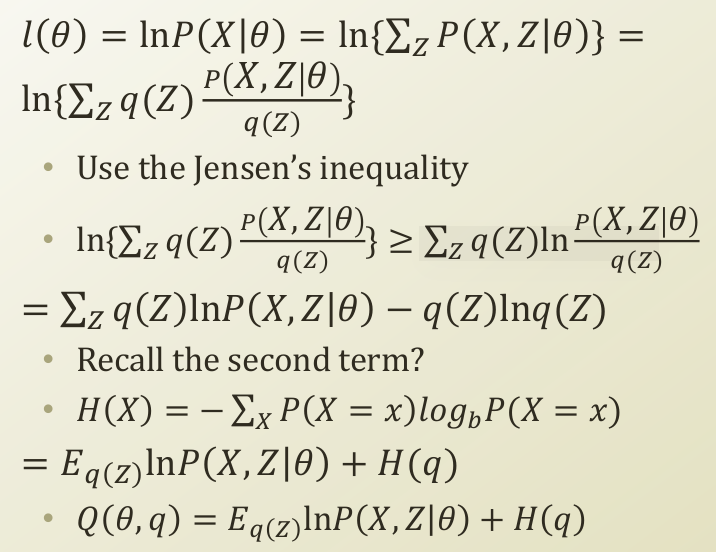 l(θ) = lnP(X|θ) = ln{∑_Z P(X, Z|θ)} =
ln{∑_Z q(Z) P(X, Z|θ)/q(Z)}
• Use the Jensen's inequality
• ln{∑_Z q(Z) P(X, Z|θ)/q(Z)} ≥ ∑_Z q(Z)ln P(X, Z|θ)/q(Z)
= ∑_Z q(Z)lnP(X, Z|θ) − q(Z)lnq(Z)
• Recall the second term?
• H(X) = −∑_X P(X = x)log_b P(X = x)
= E_q(Z) lnP(X, Z|θ) + H(q)
• Q(θ, q) = E_q(Z) lnP(X, Z|θ) + H(q)